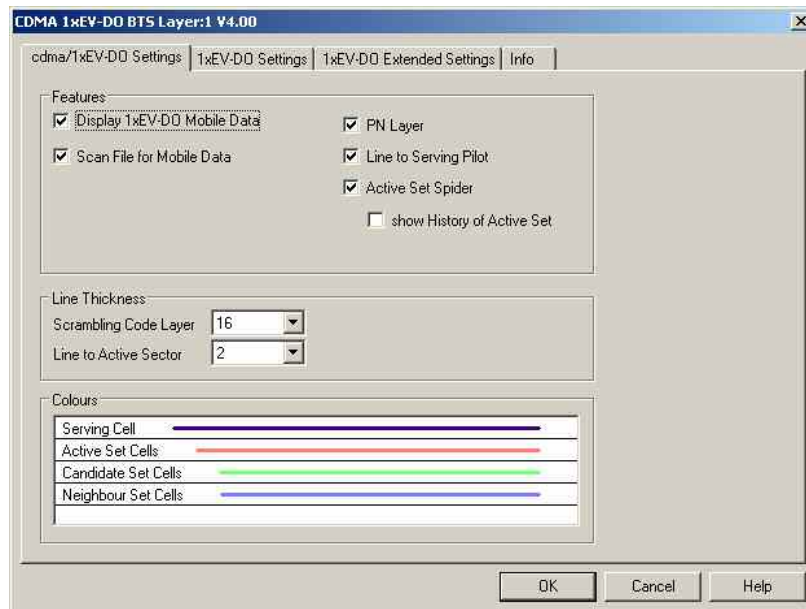 CDMA 1xEV-DO BTS Layer:1 V4.00
cdma/1xEV-DO Settings 1xEV-DO Settings 1xEV-DO Extended Settings Info
Features
Display 1xEV-DO Mobile Data
Scan File for Mobile Data
PN Layer
Line to Serving Pilot
Active Set Spider
show History of Active Set
Line Thickness
Scrambling Code Layer 16
Line to Active Sector 2
Colours
Serving Cell
Active Set Cells
Candidate Set Cells
Neighbour Set Cells
OK Cancel Help